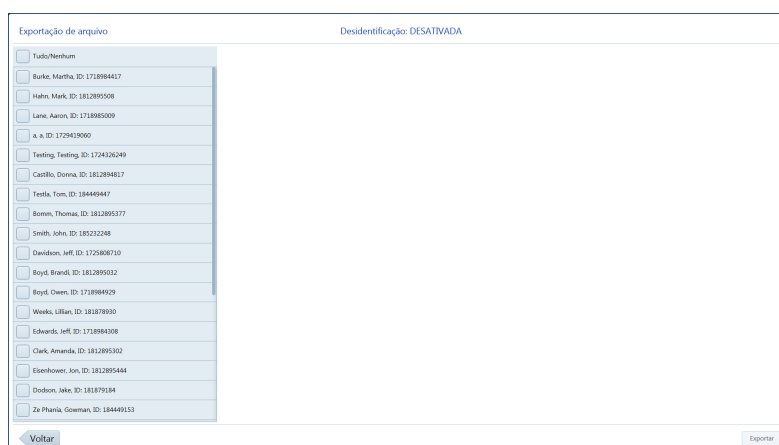 Exportação de arquivo
Desidentificação: DESATIVADA
Tudo/Nenhum
Burke, Martha, ID: 1718984417
Hahn, Mark, ID: 1812895508
Lane, Aaron, ID: 1718985009
a, a, ID: 1729419060
Testing, Testing, ID: 1724326249
Castillo, Donna, ID: 1812894817
Testla, Tom, ID: 184449447
Bomm, Thomas, ID: 1812895377
Smith, John, ID: 185232248
Davidson, Jeff, ID: 1725808710
Boyd, Brandi, ID: 1812895032
Boyd, Owen, ID: 1718984929
Weeks, Lillian, ID: 181878930
Edwards, Jeff, ID: 1718984308
Clark, Amanda, ID: 1812895302
Eisenhower, Jon, ID: 1812895444
Dodson, Jake, ID: 181879184
Ze Phania, Gowman, ID: 184449153
Voltar
Exportar